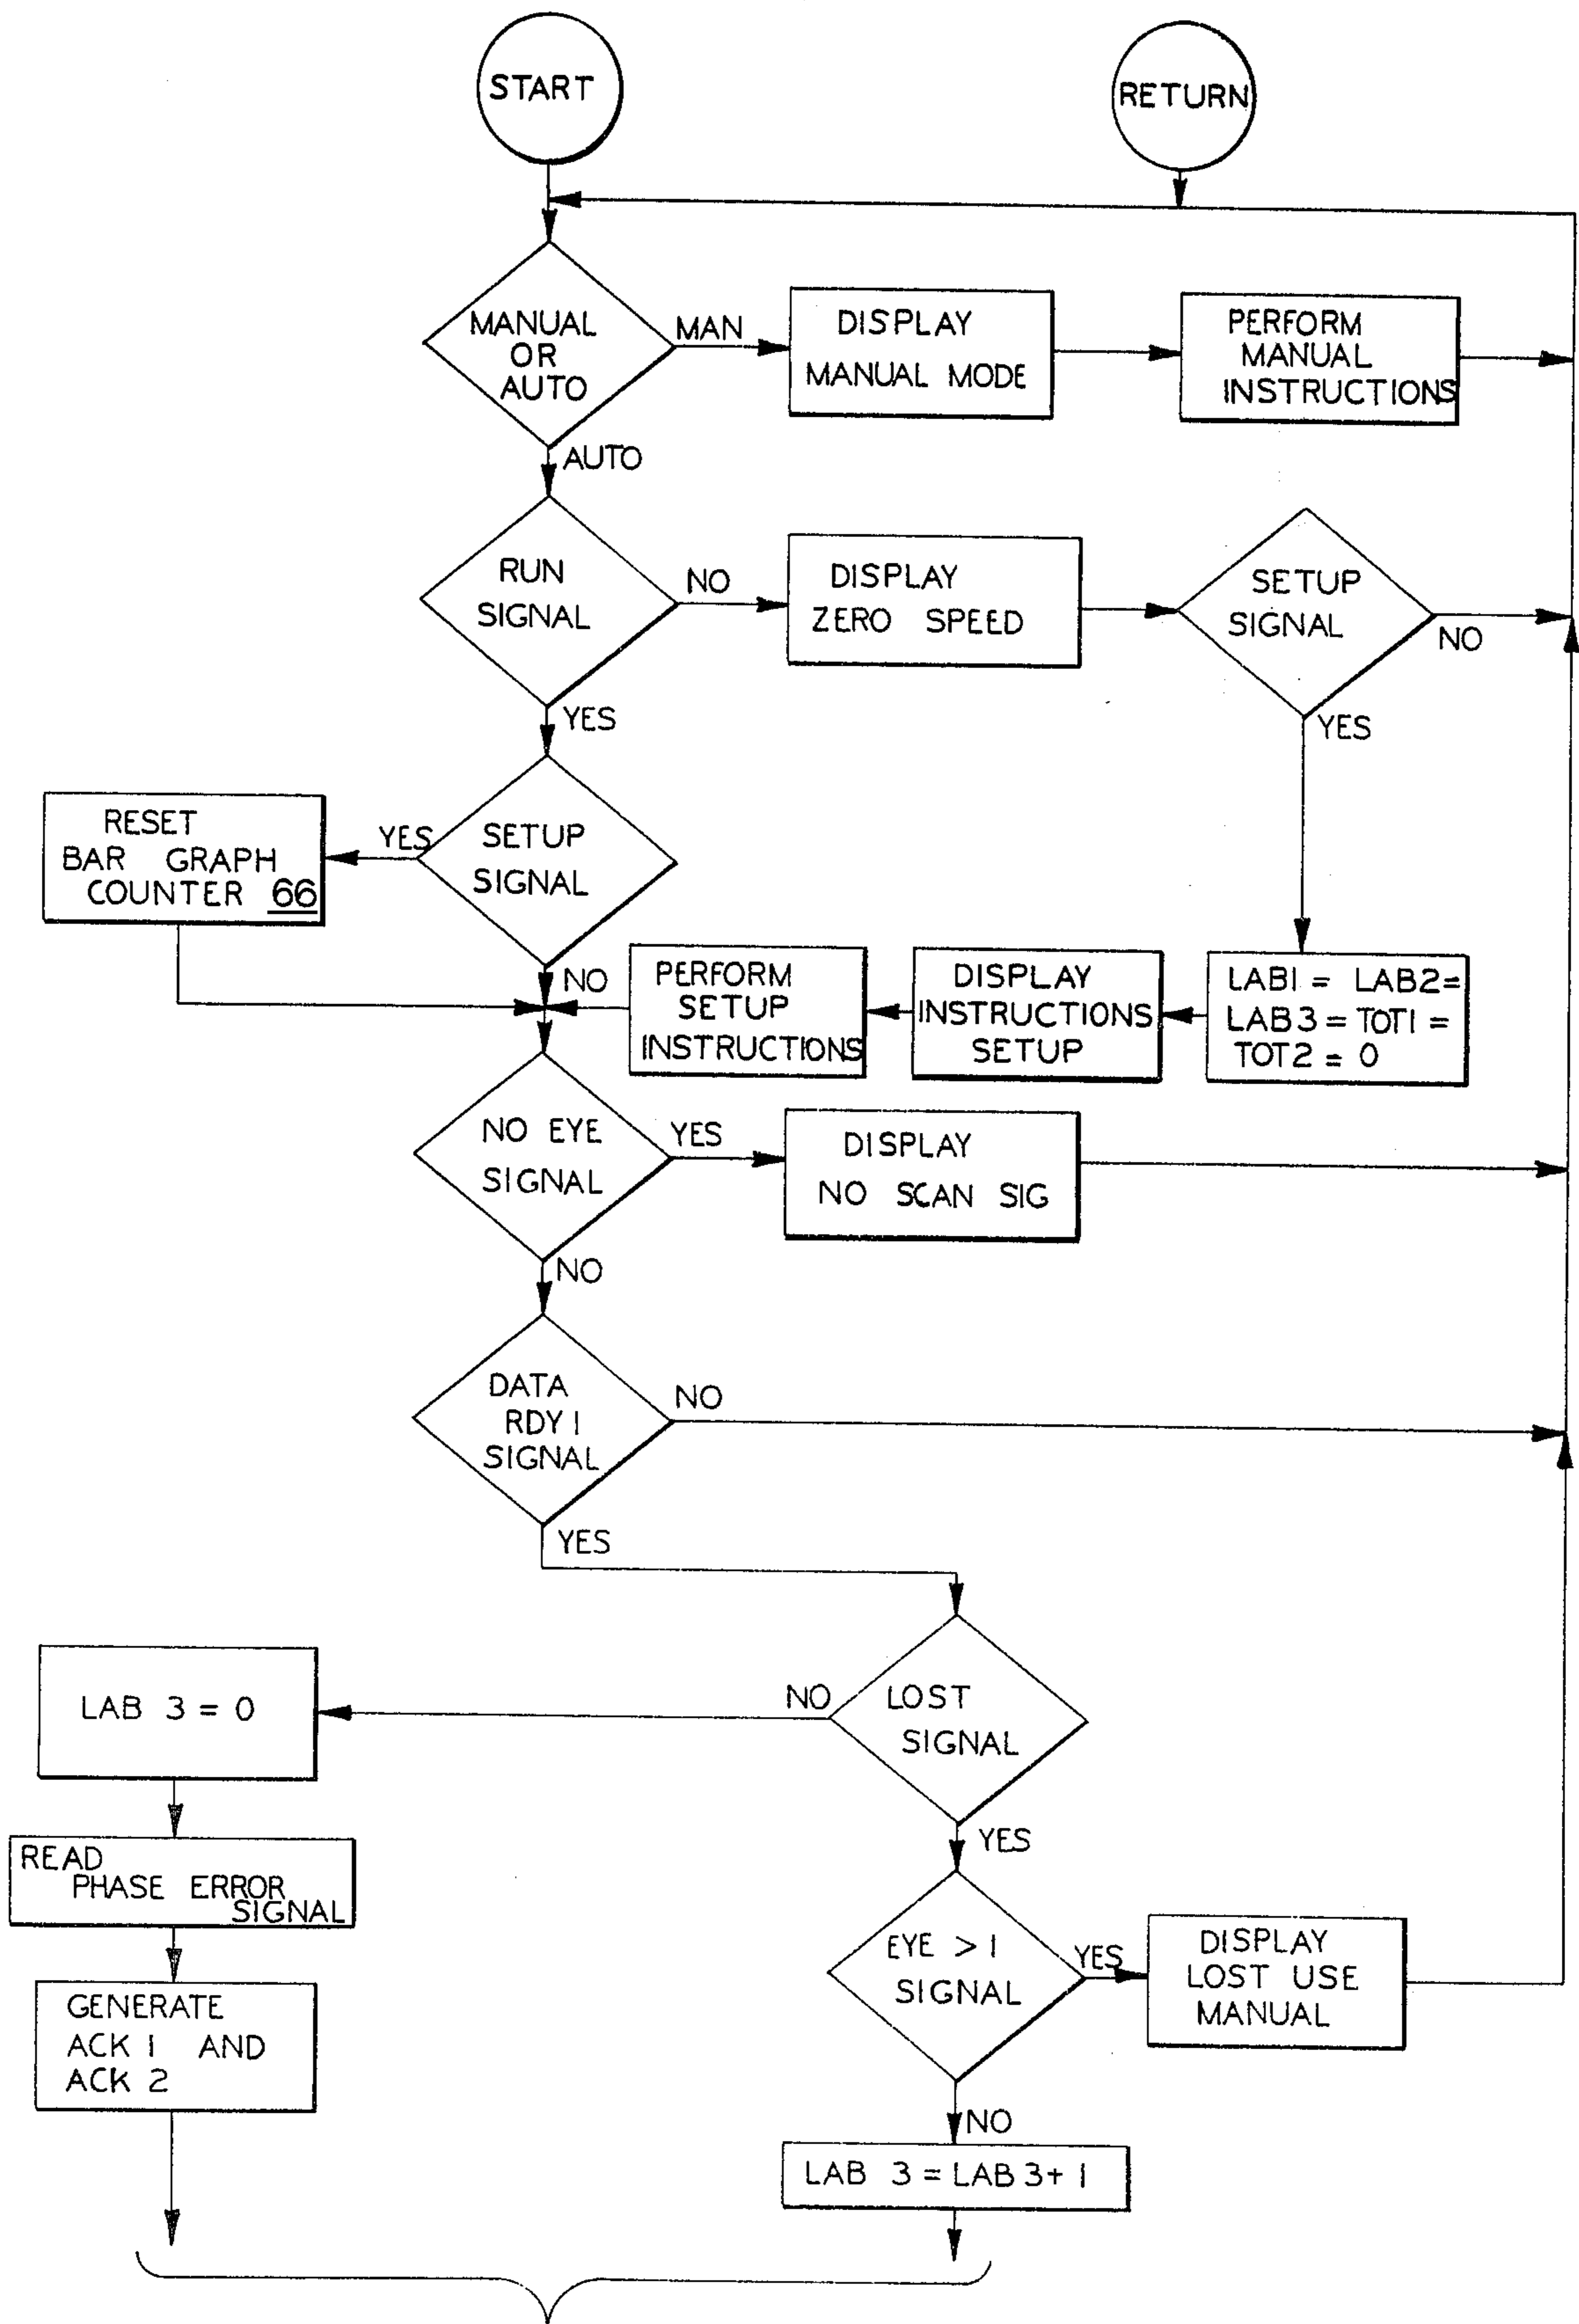 START
RETURN
MANUAL
OR
AUTO
MAN
DISPLAY
MANUAL MODE
PERFORM
MANUAL
INSTRUCTIONS
AUTO
RUN
SIGNAL
NO
DISPLAY
ZERO SPEED
SETUP
SIGNAL
NO
YES
YES
RESET
BAR GRAPH
COUNTER 66
YES
SETUP
SIGNAL
NO
PERFORM
SETUP
INSTRUCTIONS
DISPLAY
INSTRUCTIONS
SETUP
LAB1 = LAB2=
LAB3 = TOT1 =
TOT2 = 0
NO EYE
SIGNAL
YES
DISPLAY
NO SCAN SIG
NO
DATA
RDY 1
SIGNAL
NO
YES
LAB 3 = 0
NO
LOST
SIGNAL
YES
READ
PHASE ERROR
SIGNAL
EYE > 1
SIGNAL
YES
DISPLAY
LOST USE
MANUAL
GENERATE
ACK 1 AND
ACK 2
NO
LAB 3 = LAB 3+ 1